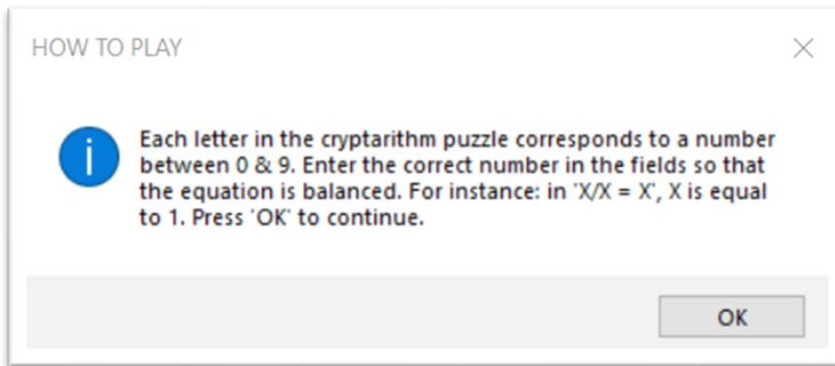 HOW TO PLAY
Each letter in the cryptarithm puzzle corresponds to a number
between 0 & 9. Enter the correct number in the fields so that
the equation is balanced. For instance: in 'X/X = X', X is equal
to 1. Press 'OK' to continue.
OK